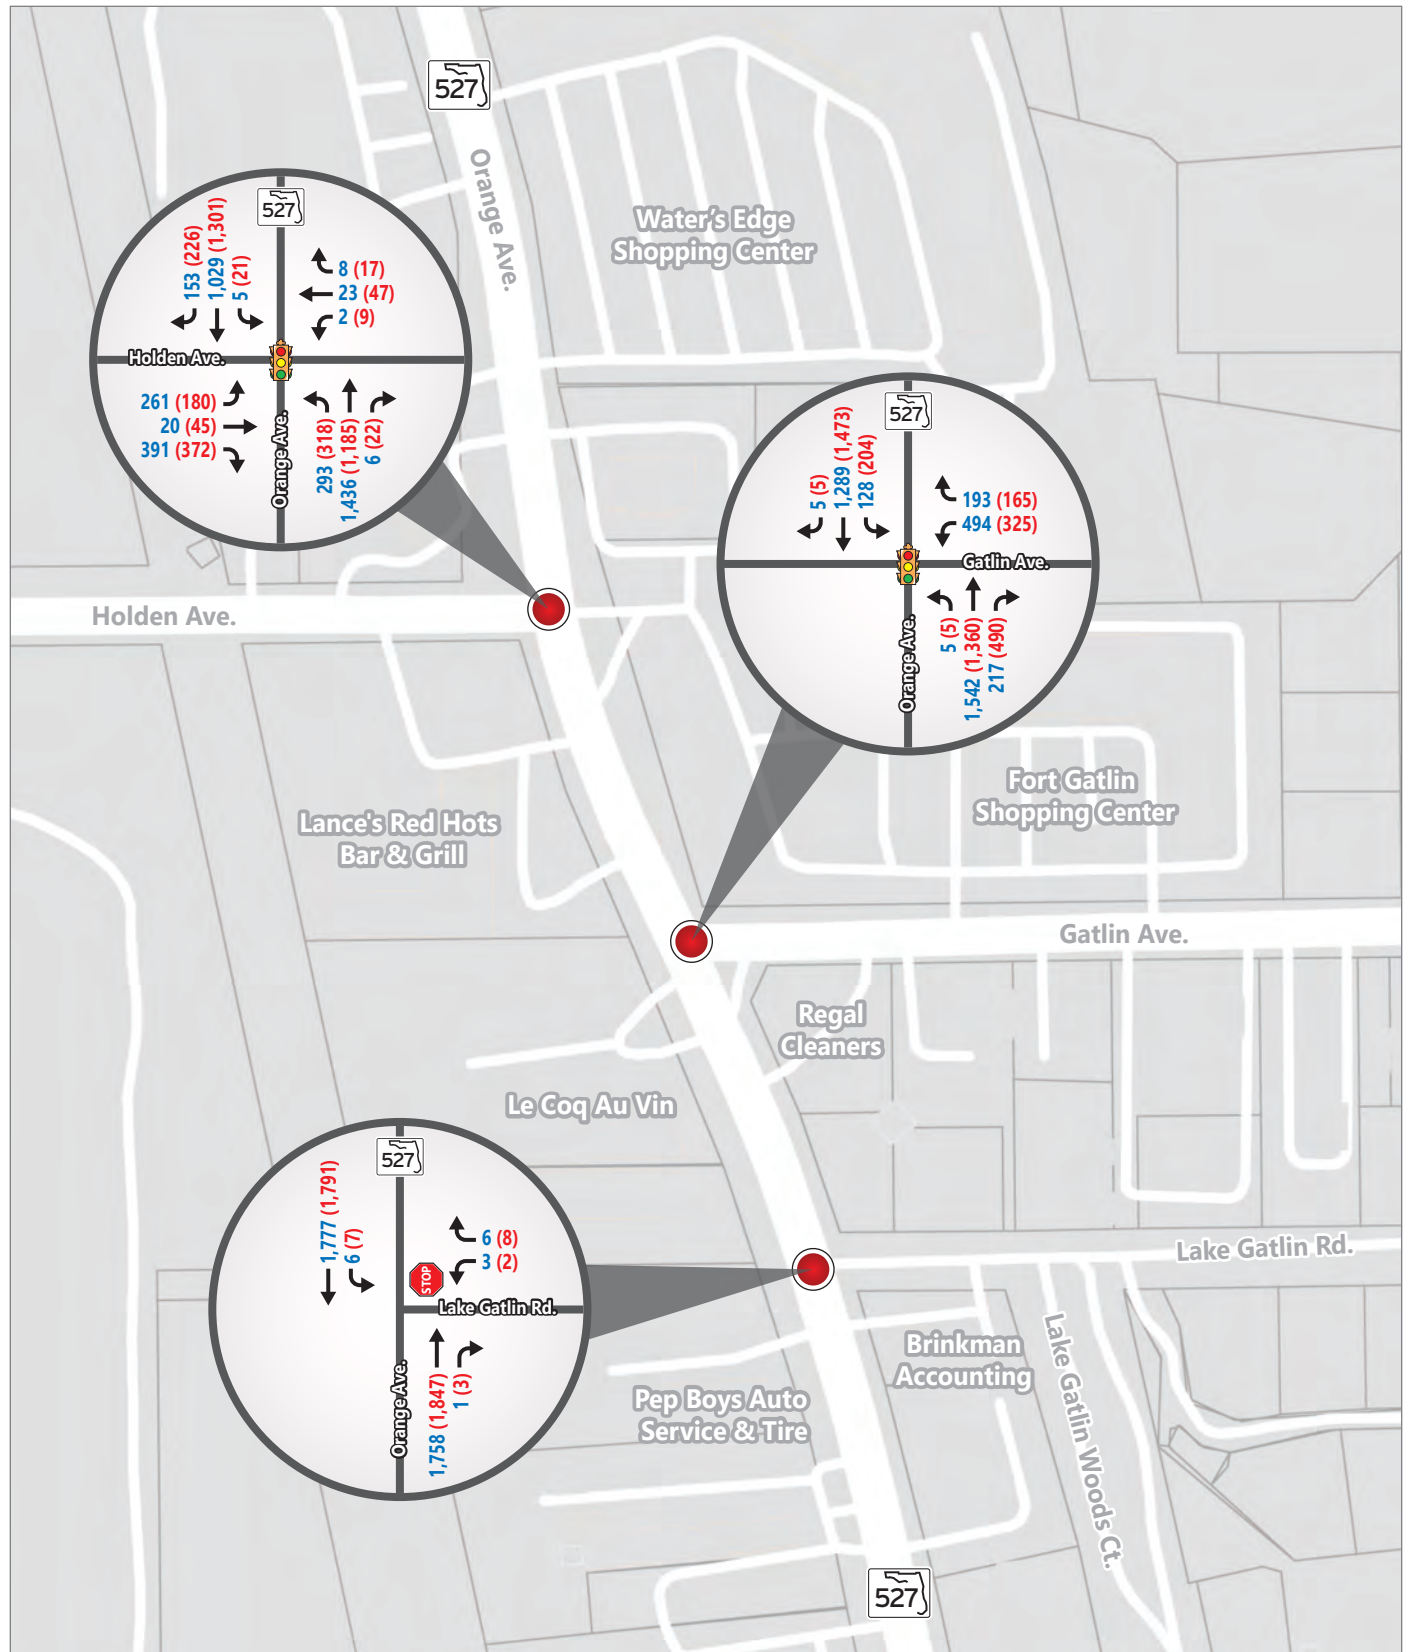 527
Orange Ave.
Water's Edge
Shopping Center
527
153 (226)
1,029 (1,301)
5 (21)
8 (17)
23 (47)
2 (9)
Holden Ave.
261 (180)
20 (45)
391 (372)
Orange Ave.
293 (318)
1,436 (1,185)
6 (22)
527
5 (5)
1,289 (1,473)
128 (204)
193 (165)
494 (325)
Gatlin Ave.
Orange Ave.
5 (5)
1,542 (1,360)
217 (490)
Holden Ave.
Fort Gatlin
Shopping Center
Lance's Red Hots
Bar & Grill
Gatlin Ave.
Regal
Cleaners
Le Coq Au Vin
527
1,777 (1,791)
6 (7)
6 (8)
3 (2)
STOP
Lake Gatlin Rd.
Orange Ave.
1,758 (1,847)
1 (3)
Lake Gatlin Rd.
Brinkman
Accounting
Lake Gatlin Woods Ct.
Pep Boys Auto
Service & Tire
527